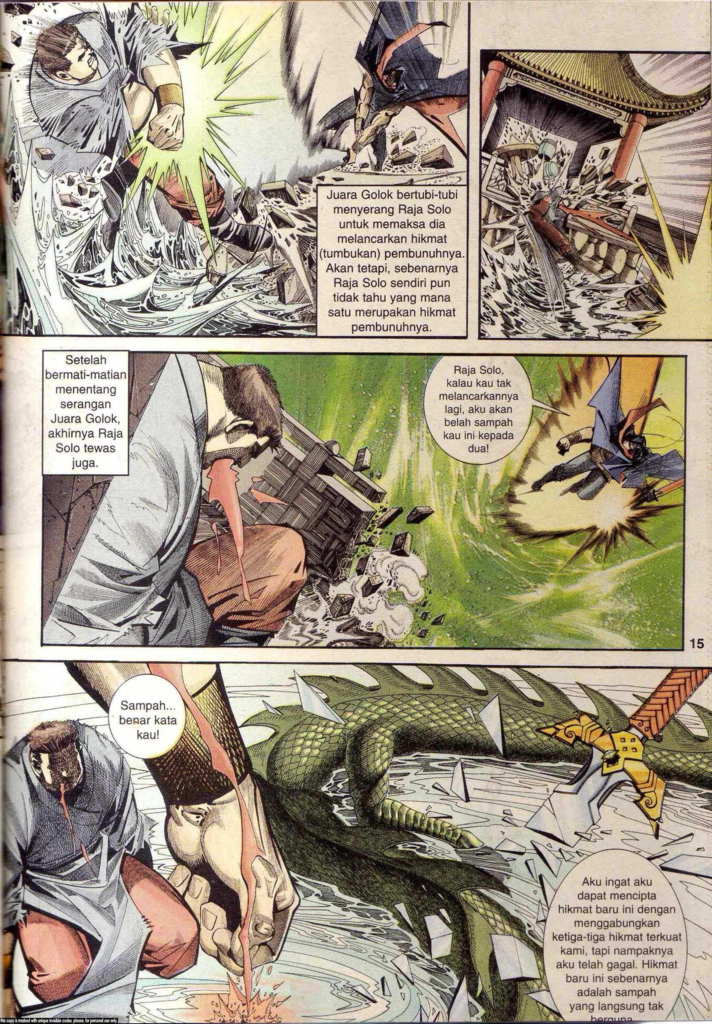 Juara Golok bertubi-tubi
menyerang Raja Solo
untuk memaksa dia
melancarkan hikmat
(tumbukan) pembunuhnya.
Akan tetapi, sebenarnya
Raja Solo sendiri pun
tidak tahu yang mana
satu merupakan hikmat
pembunuhnya.
Setelah
bermati-matian
menentang
serangan
Juara Golok,
akhirnya Raja
Solo tewas
juga.
Raja Solo,
kalau kau tak
melancarkannya
lagi, aku akan
belah sampah
kau ini kepada
dua!
15
Sampah...
benar kata
kau!
Aku ingat aku
dapat mencipta
hikmat baru ini dengan
menggabungkan
ketiga-tiga hikmat terkuat
kami, tapi nampaknya
aku telah gagal. Hikmat
baru ini sebenarnya
adalah sampah
yang langsung tak
berguna